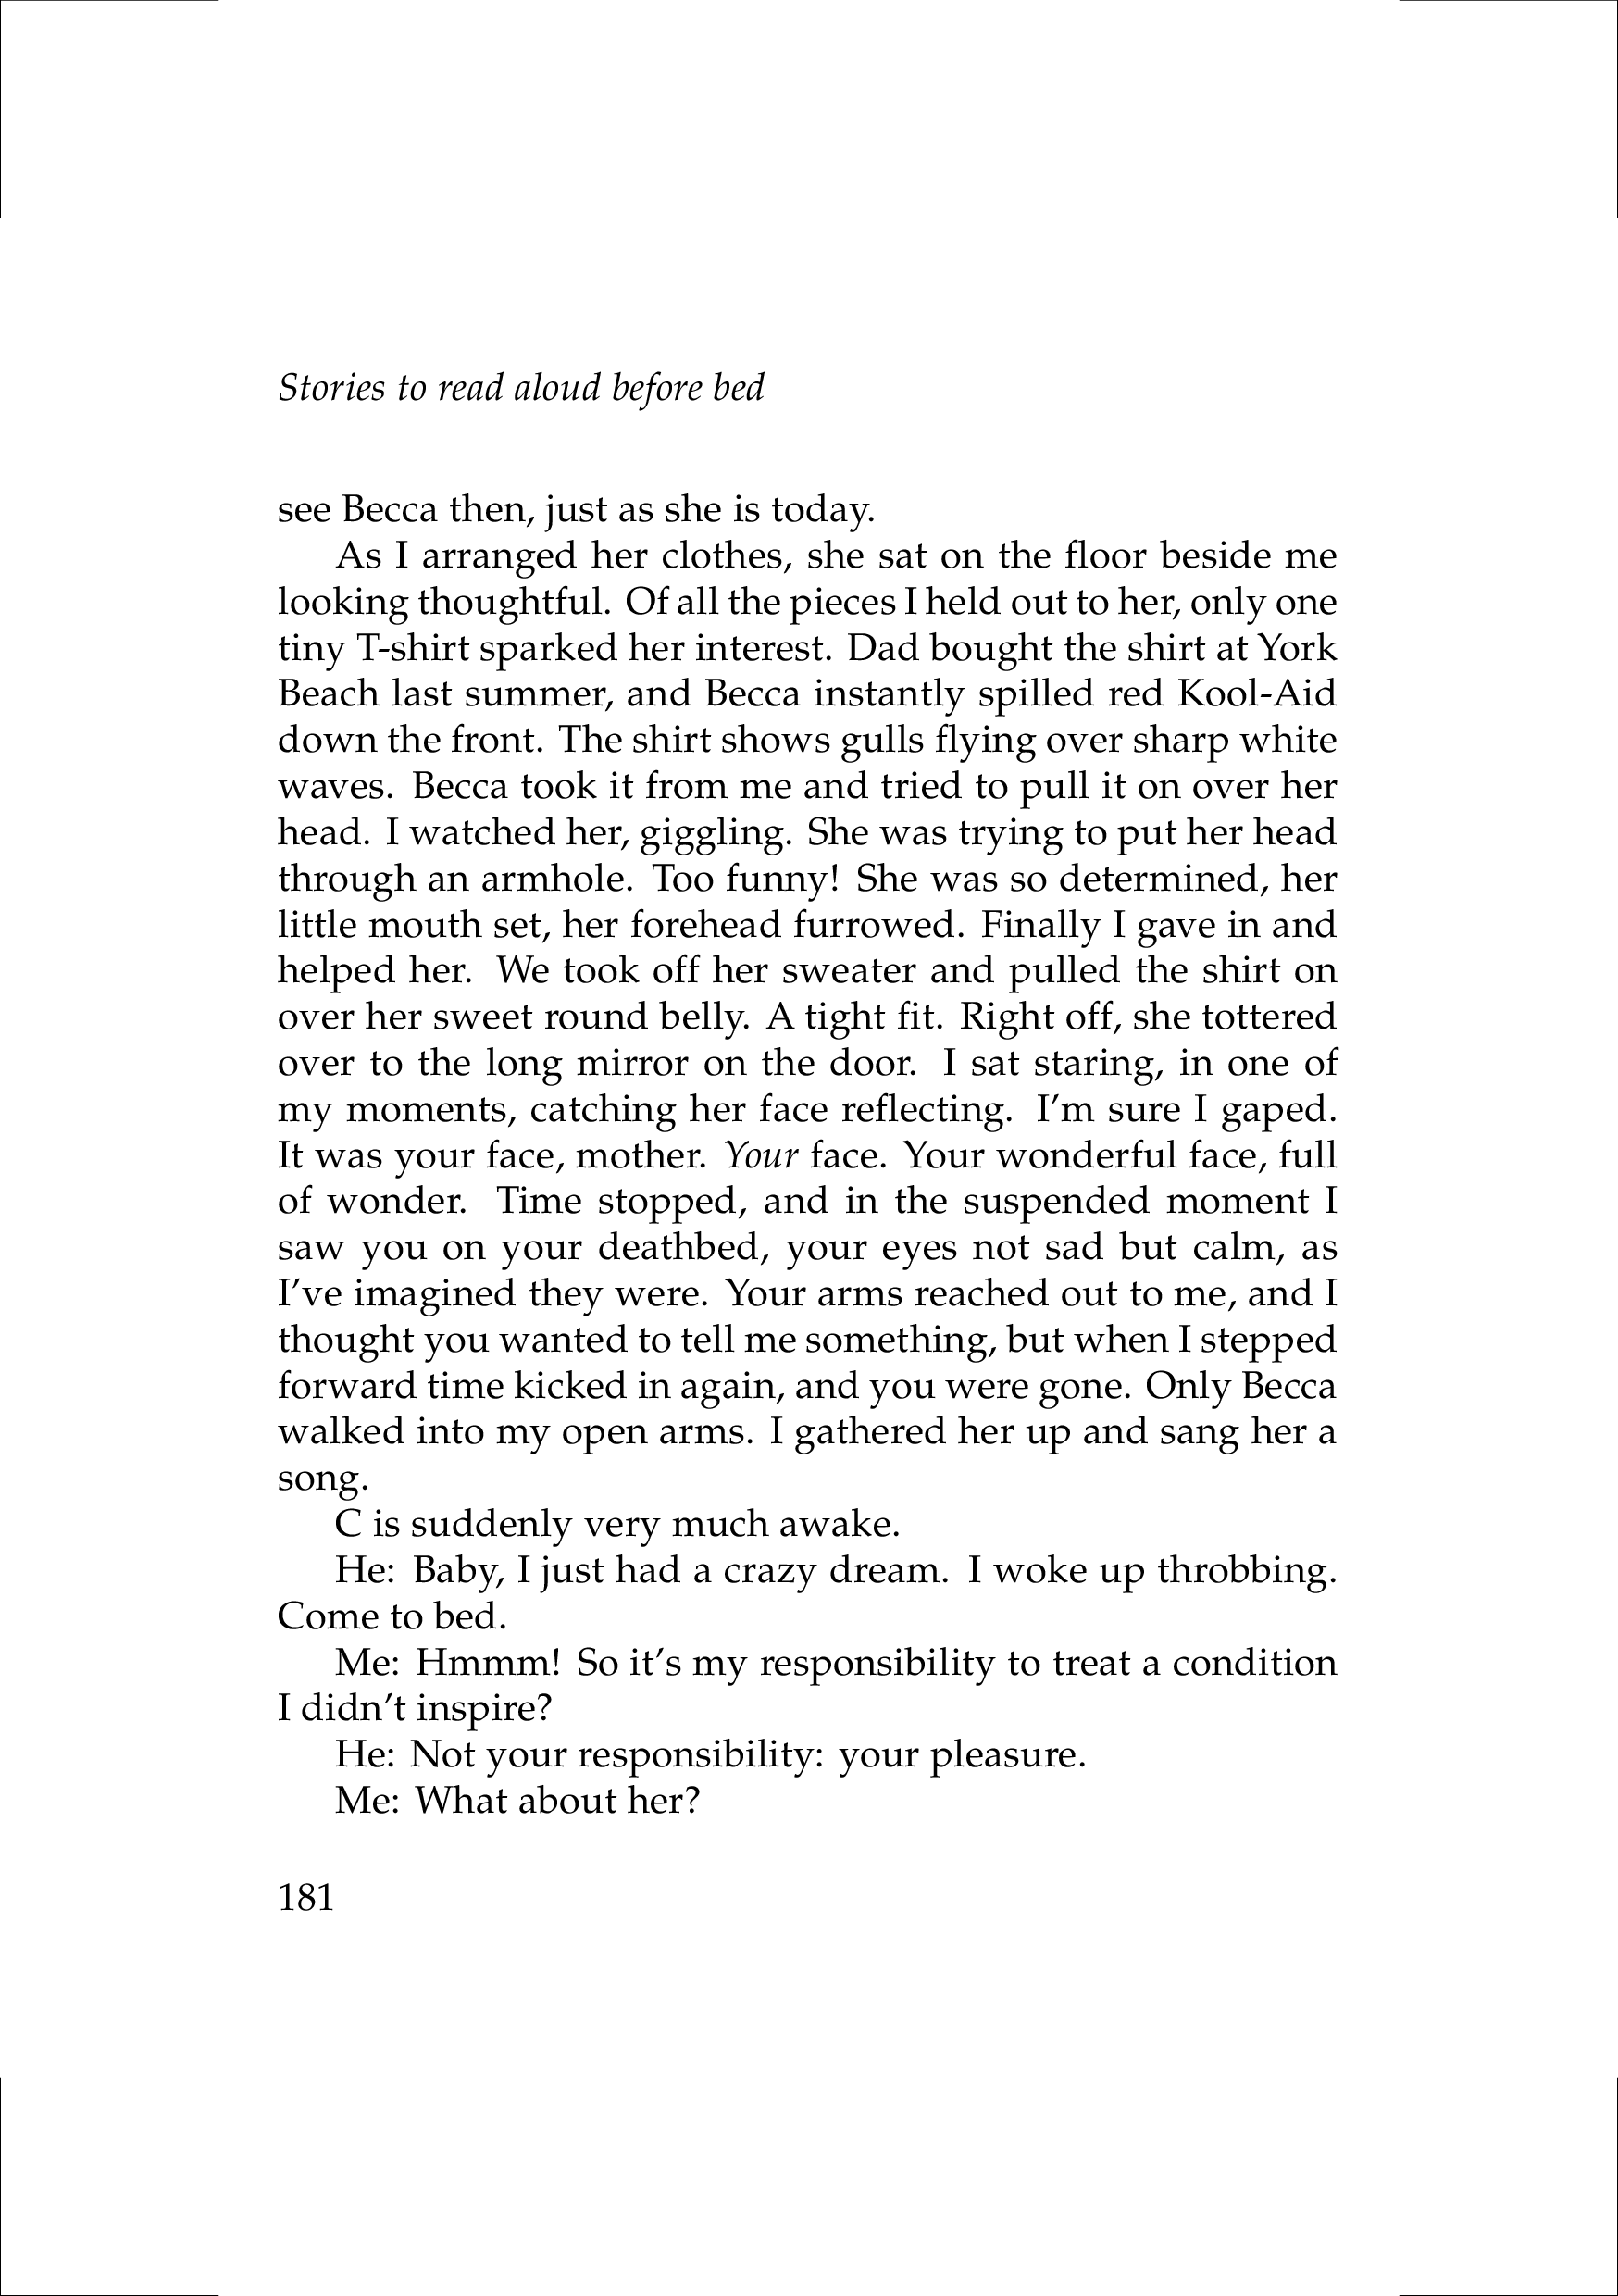 Stories to read aloud before bed
see Becca then, just as she is today.
As I arranged her clothes, she sat on the floor beside me
looking thoughtful. Of all the pieces I held out to her, only one
tiny T-shirt sparked her interest. Dad bought the shirt at York
Beach last summer, and Becca instantly spilled red Kool-Aid
down the front. The shirt shows gulls flying over sharp white
waves. Becca took it from me and tried to pull it on over her
head. I watched her, giggling. She was trying to put her head
through an armhole. Too funny! She was so determined, her
little mouth set, her forehead furrowed. Finally I gave in and
helped her. We took off her sweater and pulled the shirt on
over her sweet round belly. A tight fit. Right off, she tottered
over to the long mirror on the door. I sat staring, in one of
my moments, catching her face reflecting. I'm sure I gaped.
It was your face, mother. Your face. Your wonderful face, full
of wonder. Time stopped, and in the suspended moment I
saw you on your deathbed, your eyes not sad but calm, as
I've imagined they were. Your arms reached out to me, and I
thought you wanted to tell me something, but when I stepped
forward time kicked in again, and you were gone. Only Becca
walked into my open arms. I gathered her up and sang her a
song.
C is suddenly very much awake.
He: Baby, I just had a crazy dream. I woke up throbbing.
Come to bed.
Me: Hmmm! So it's my responsibility to treat a condition
I didn't inspire?
He: Not your responsibility: your pleasure.
Me: What about her?
181